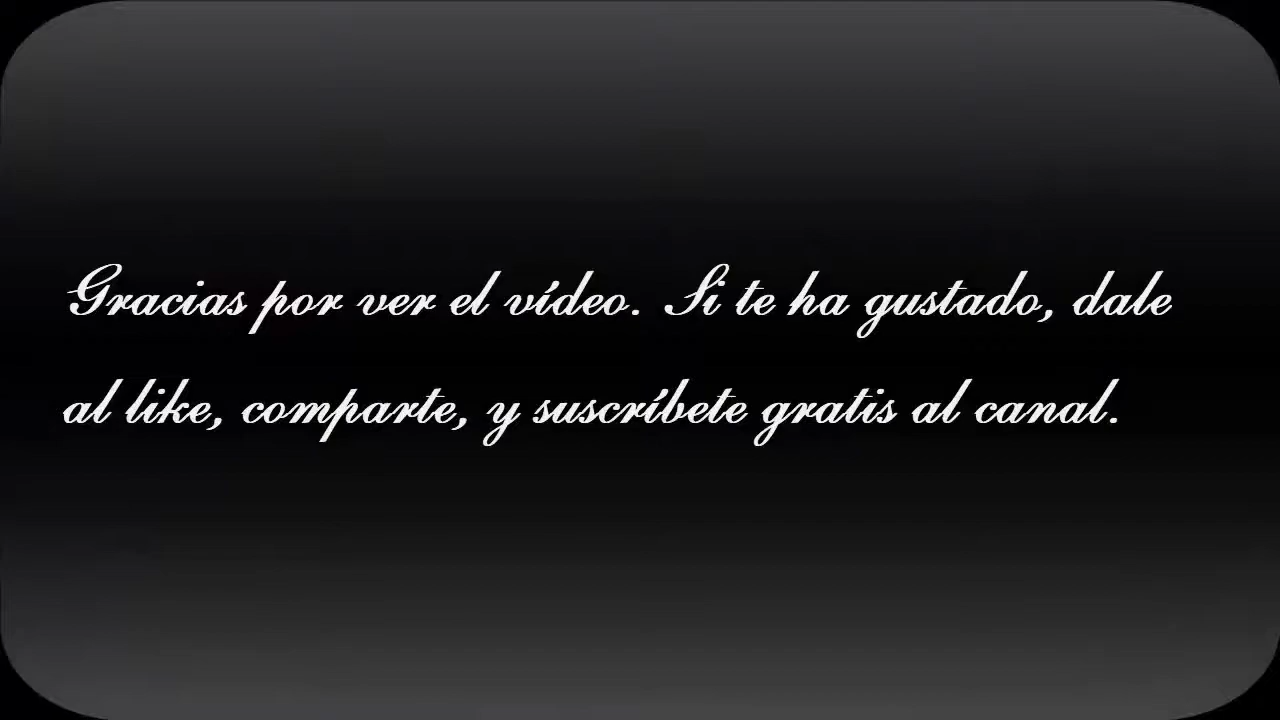 Gracias por ver el vídeo. Si te ha gustado, dale
al like, comparte, y suscríbete gratis al canal.